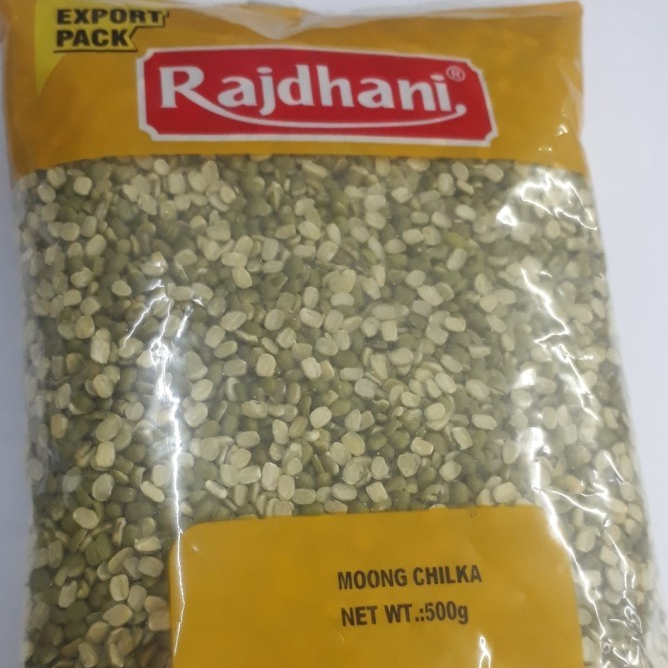 EXPORT
PACK
Rajdhani®
MOONG CHILKA
NET WT.:500g